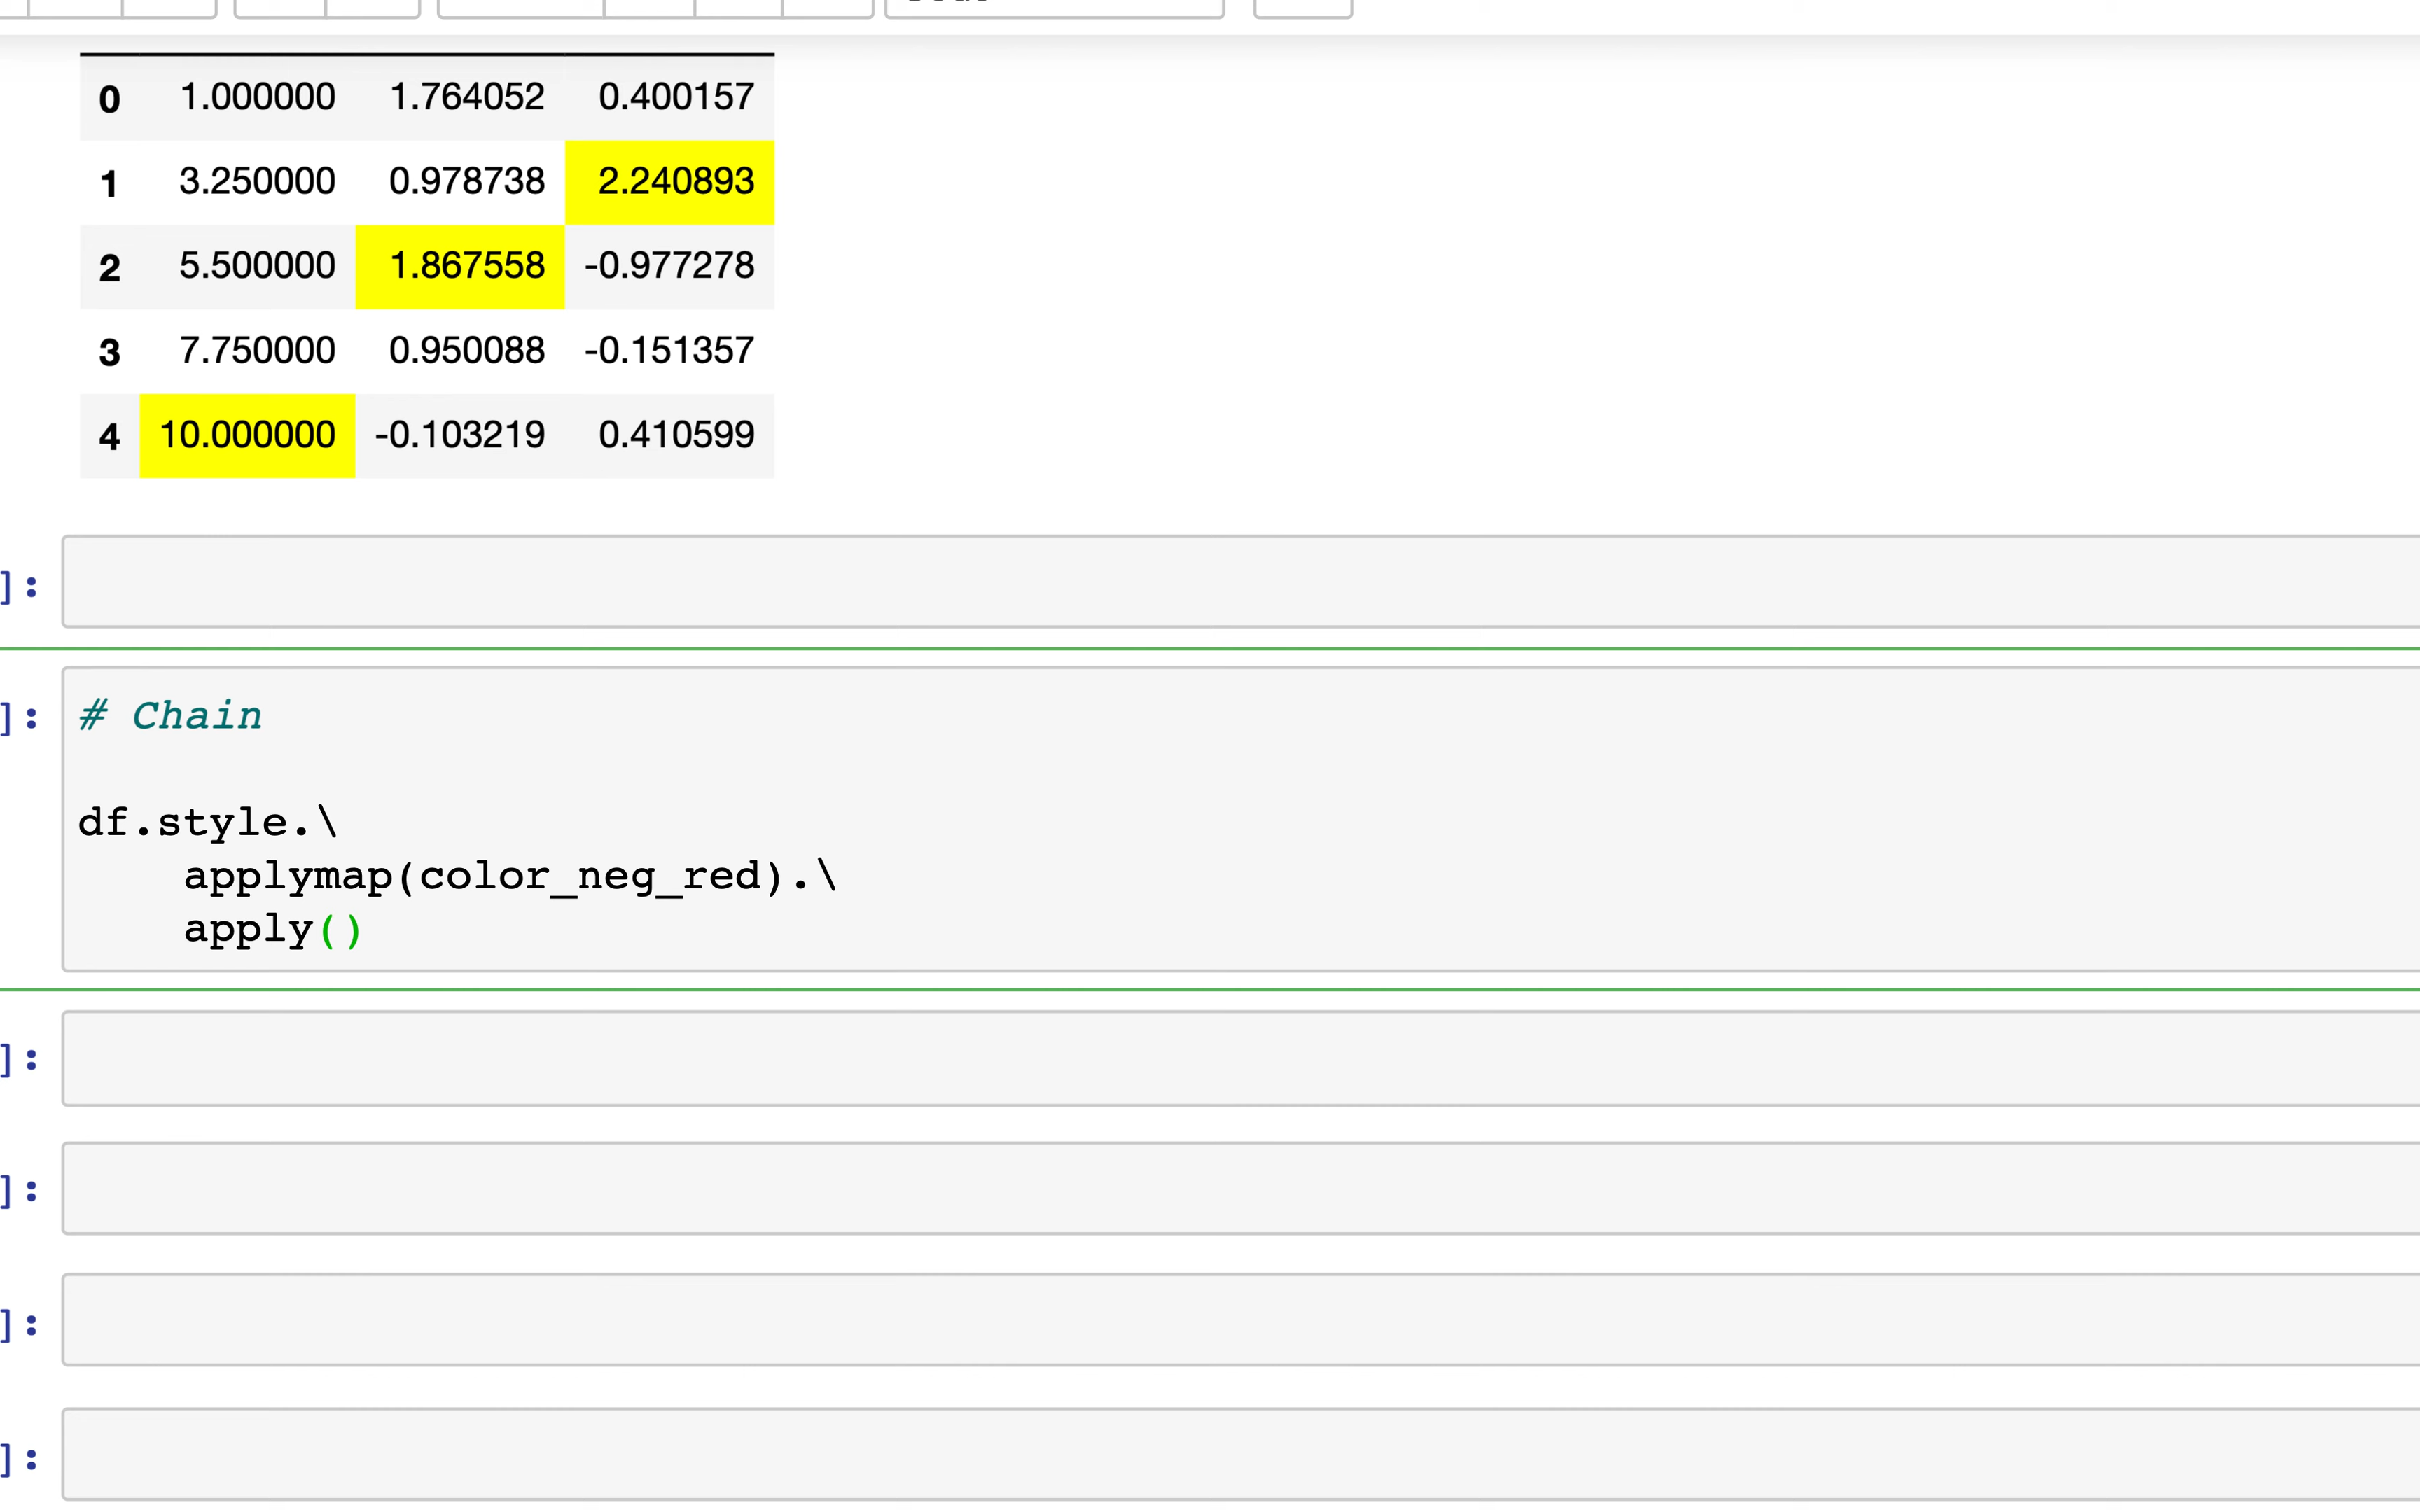 0 1.000000 1.764052 0.400157
1 3.250000 0.978738 2.240893
2 5.500000 1.867558 -0.977278
3 7.750000 0.950088 -0.151357
4 10.000000 -0.103219 0.410599
]:
]: # Chain
df.style.\
applymap(color_neg_red).\
apply()
]:
]:
]:
]: